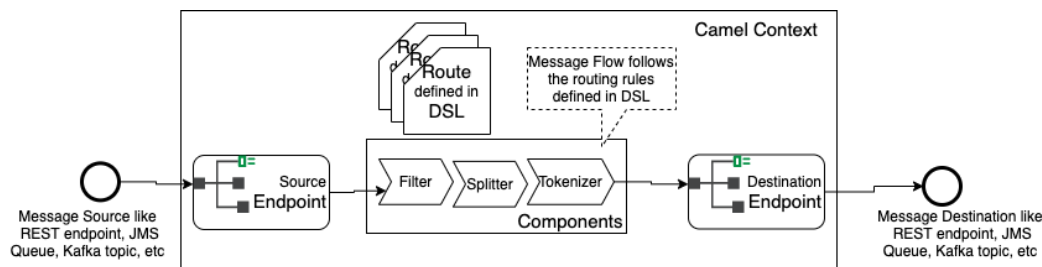 Camel Context
Ro
d
Ro
d
Route
defined in
DSL
Message Flow follows
the routing rules
defined in DSL
Source
Endpoint
Filter
Splitter
Tokenizer
Components
Destination
Endpoint
Message Source like
REST endpoint, JMS
Queue, Kafka topic, etc
Message Destination like
REST endpoint, JMS
Queue, Kafka topic, etc